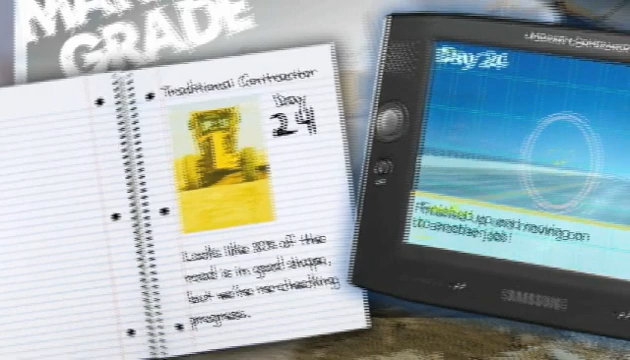 GRADE
Traditional Contractor
Day
24
Looks like 80% of the
road is in good shape,
but we're re-checking
progress.
Day 24
Finishing up and moving on
to another job!
SAMSUNG